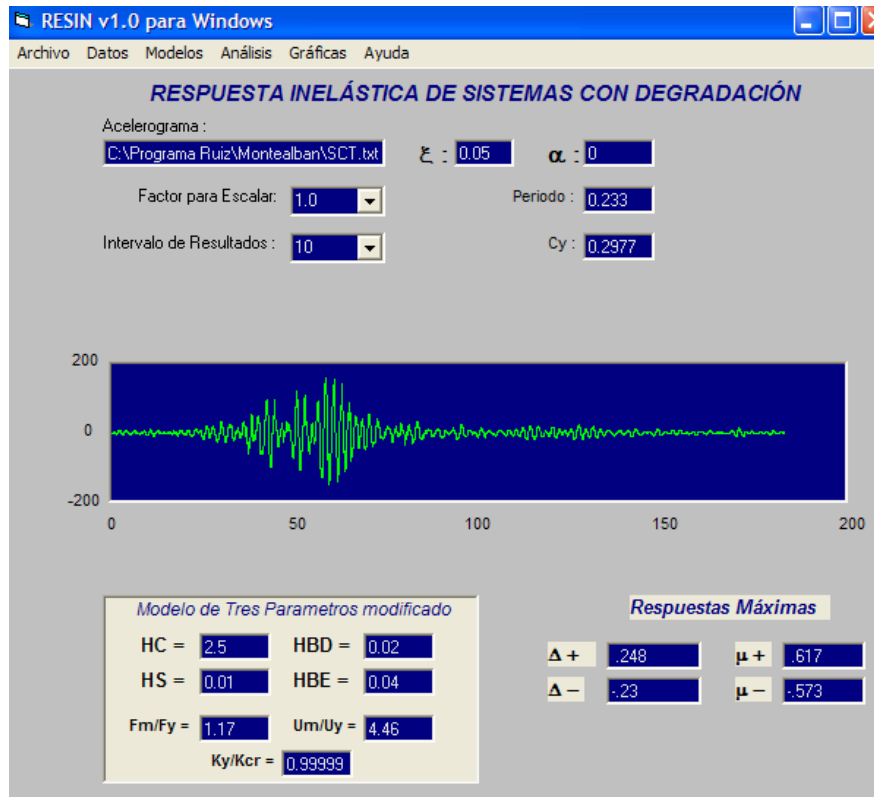 RESIN v1.0 para Windows
Archivo Datos Modelos Análisis Gráficas Ayuda
RESPUESTA INELÁSTICA DE SISTEMAS CON DEGRADACIÓN
Acelerograma :
C:\Programa Ruiz\Montealban\SCT.txt ξ : 0.05 α : 0
Factor para Escalar: 1.0 Periodo : 0.233
Intervalo de Resultados : 10 Cy : 0.2977
200
0
-200
0 50 100 150 200
Modelo de Tres Parametros modificado
HC = 2.5 HBD = 0.02
HS = 0.01 HBE = 0.04
Fm/Fy = 1.17 Um/Uy = 4.46
Ky/Kcr = 0.99999
Respuestas Máximas
Δ + .248 μ + .617
Δ − -.23 μ − -.573